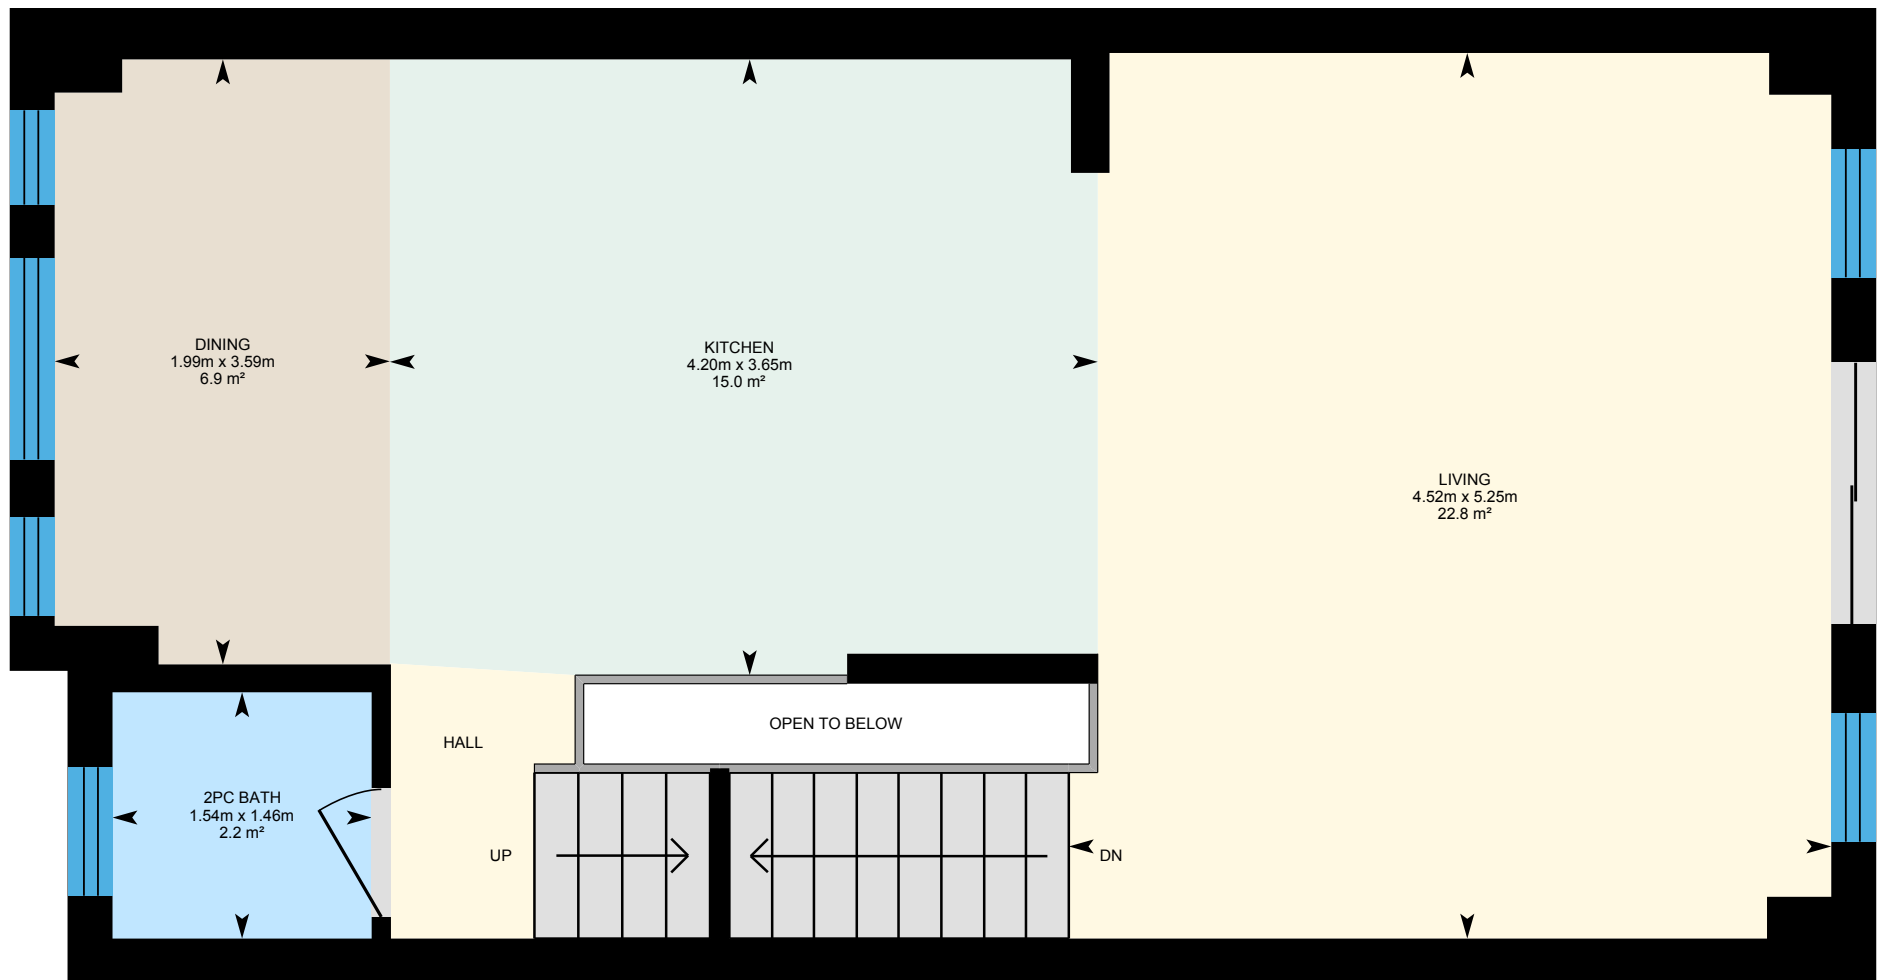 DINING
1.99m x 3.59m
6.9 m²
KITCHEN
4.20m x 3.65m
15.0 m²
LIVING
4.52m x 5.25m
22.8 m²
OPEN TO BELOW
HALL
2PC BATH
1.54m x 1.46m
2.2 m²
UP
DN